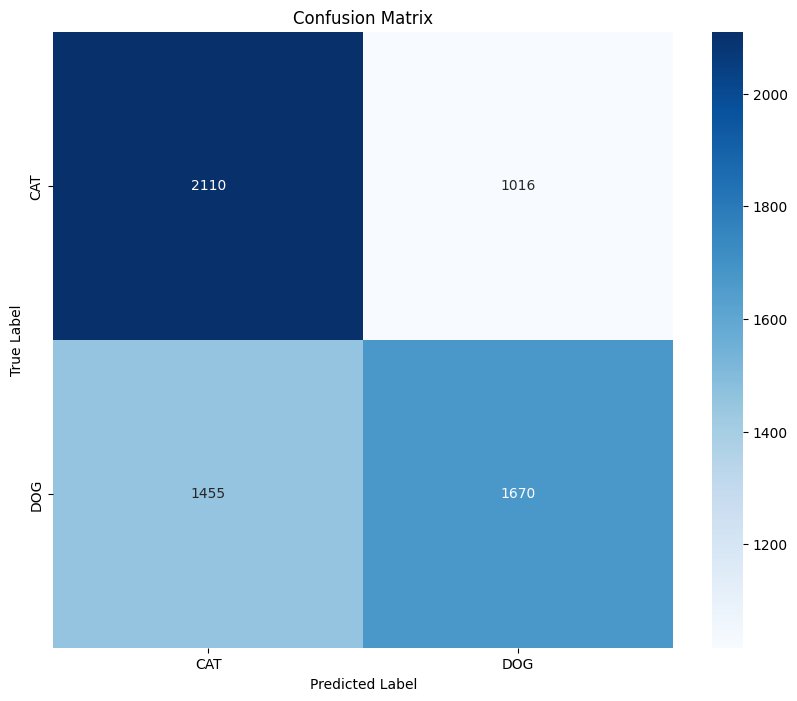 Confusion Matrix
True Label
CAT
2110
1016
DOG
1455
1670
CAT
DOG
Predicted Label
2000
1800
1600
1400
1200